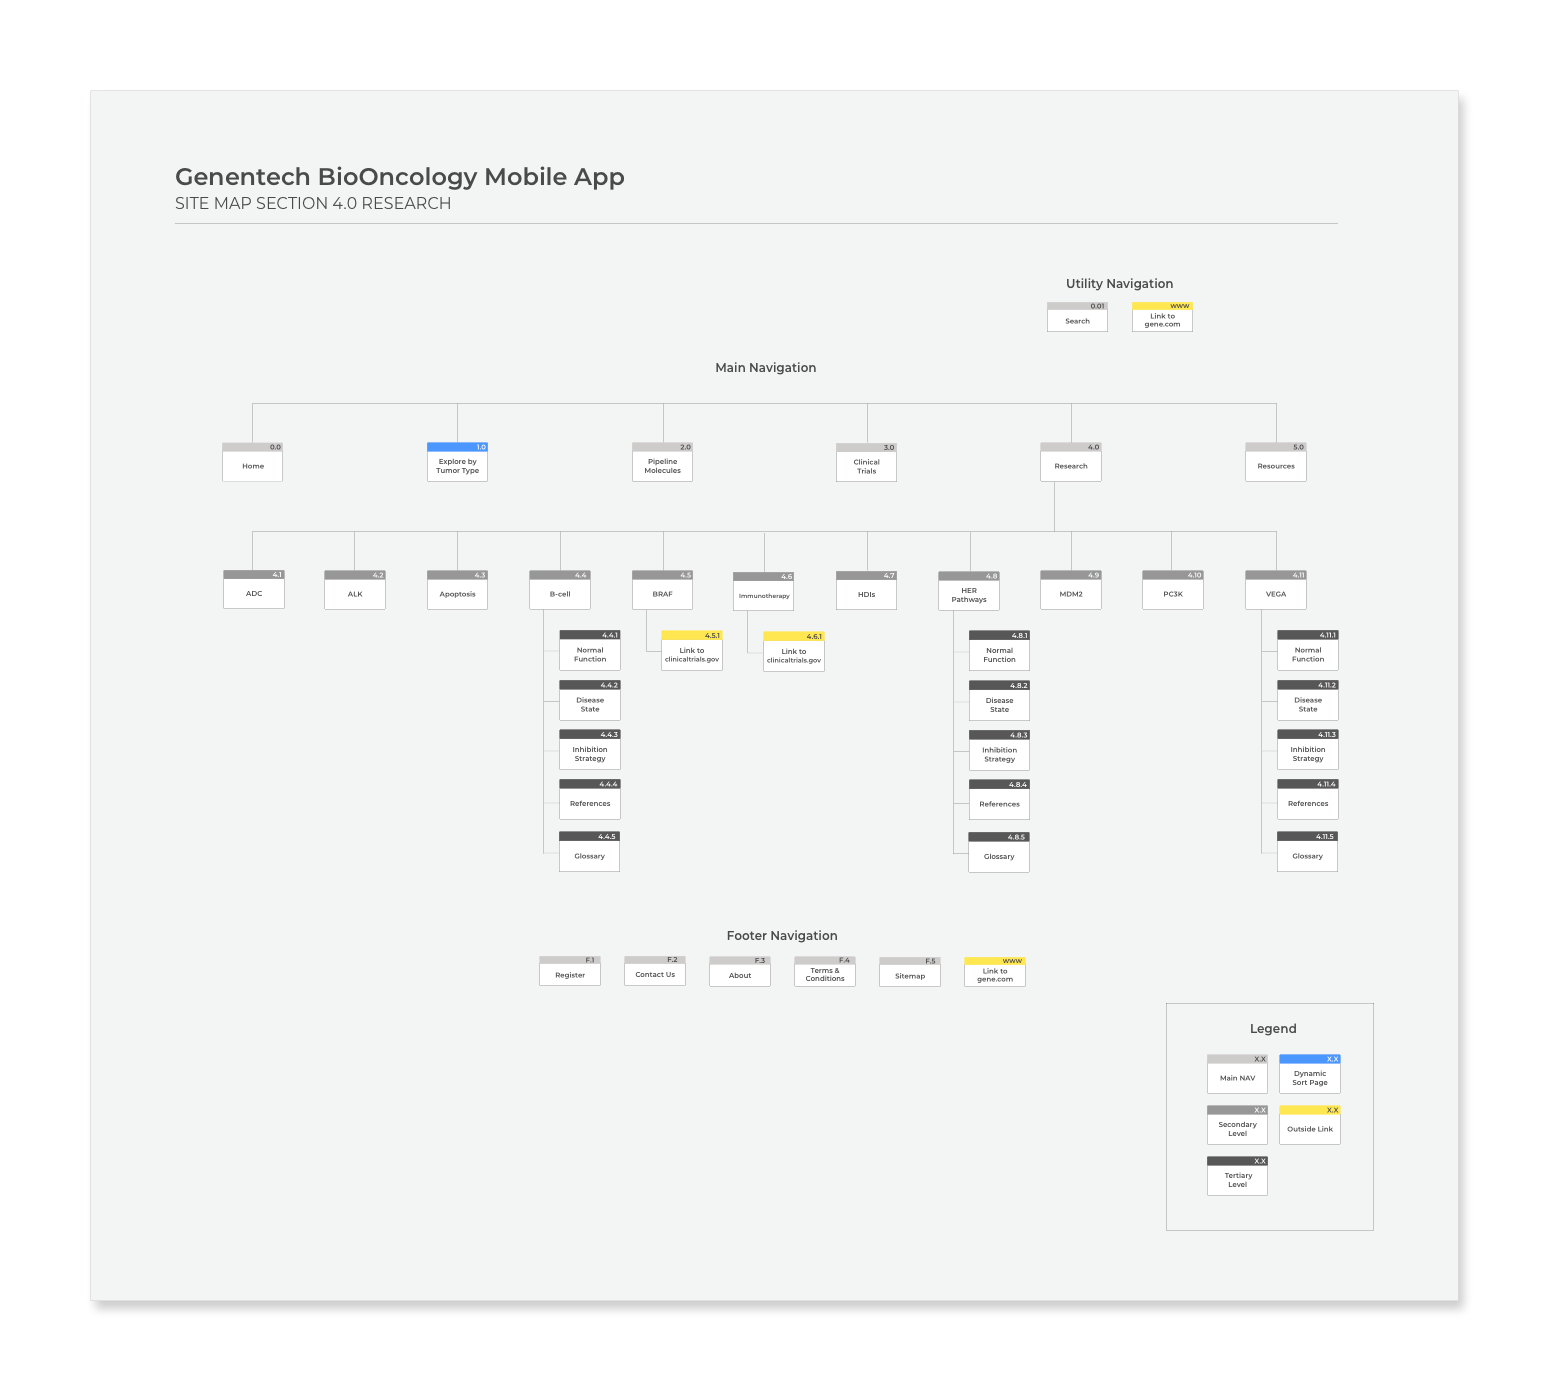 Genentech BioOncology Mobile App
SITE MAP SECTION 4.0 RESEARCH
Utility Navigation
0.01
Search
WWW
Link to
gene.com
Main Navigation
0.0
Home
1.0
Explore by
Tumor Type
2.0
Pipeline
Molecules
3.0
Clinical
Trials
4.0
Research
5.0
Resources
4.1
ADC
4.2
ALK
4.3
Apoptosis
4.4
B-cell
4.5
BRAF
4.6
Immunotherapy
4.7
HDIs
4.8
HER
Pathways
4.9
MDM2
4.10
PC3K
4.11
VEGA
4.4.1
Normal
Function
4.4.2
Disease
State
4.4.3
Inhibition
Strategy
4.4.4
References
4.4.5
Glossary
4.5.1
Link to
clinicaltrials.gov
4.6.1
Link to
clinicaltrials.gov
4.8.1
Normal
Function
4.8.2
Disease
State
4.8.3
Inhibition
Strategy
4.8.4
References
4.8.5
Glossary
4.11.1
Normal
Function
4.11.2
Disease
State
4.11.3
Inhibition
Strategy
4.11.4
References
4.11.5
Glossary
Footer Navigation
F.1
Register
F.2
Contact Us
F.3
About
F.4
Terms &
Conditions
F.5
Sitemap
WWW
Link to
gene.com
Legend
X.X
Main NAV
X.X
Dynamic
Sort Page
X.X
Secondary
Level
X.X
Outside Link
X.X
Tertiary
Level